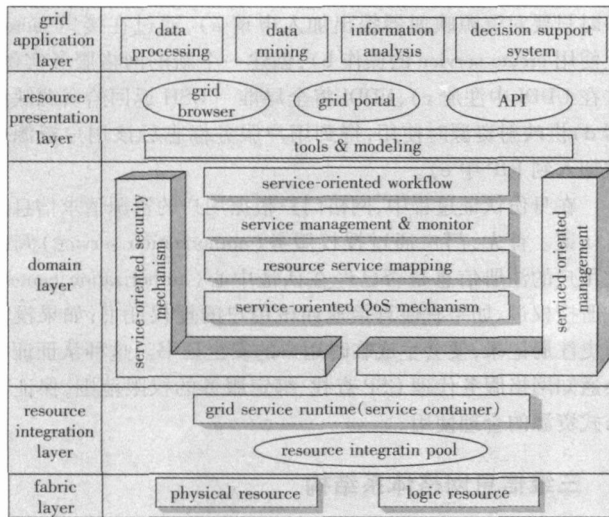 grid application layer
data processing
data mining
information analysis
decision support system
resource presentation layer
grid browser
grid portal
API
tools & modeling
domain layer
service-oriented security mechanism
service-oriented workflow
service management & monitor
resource service mapping
service-oriented QoS mechanism
serviced-oriented management
resource integration layer
grid service runtime(service container)
resource integratin pool
fabric layer
physical resource
logic resource